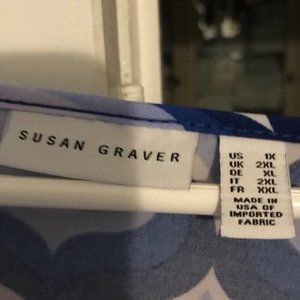 SUSAN GRAVER
US 1X
UK 2XL
DE XL
IT 2XL
FR XXL
MADE IN
USA OF
IMPORTED
FABRIC